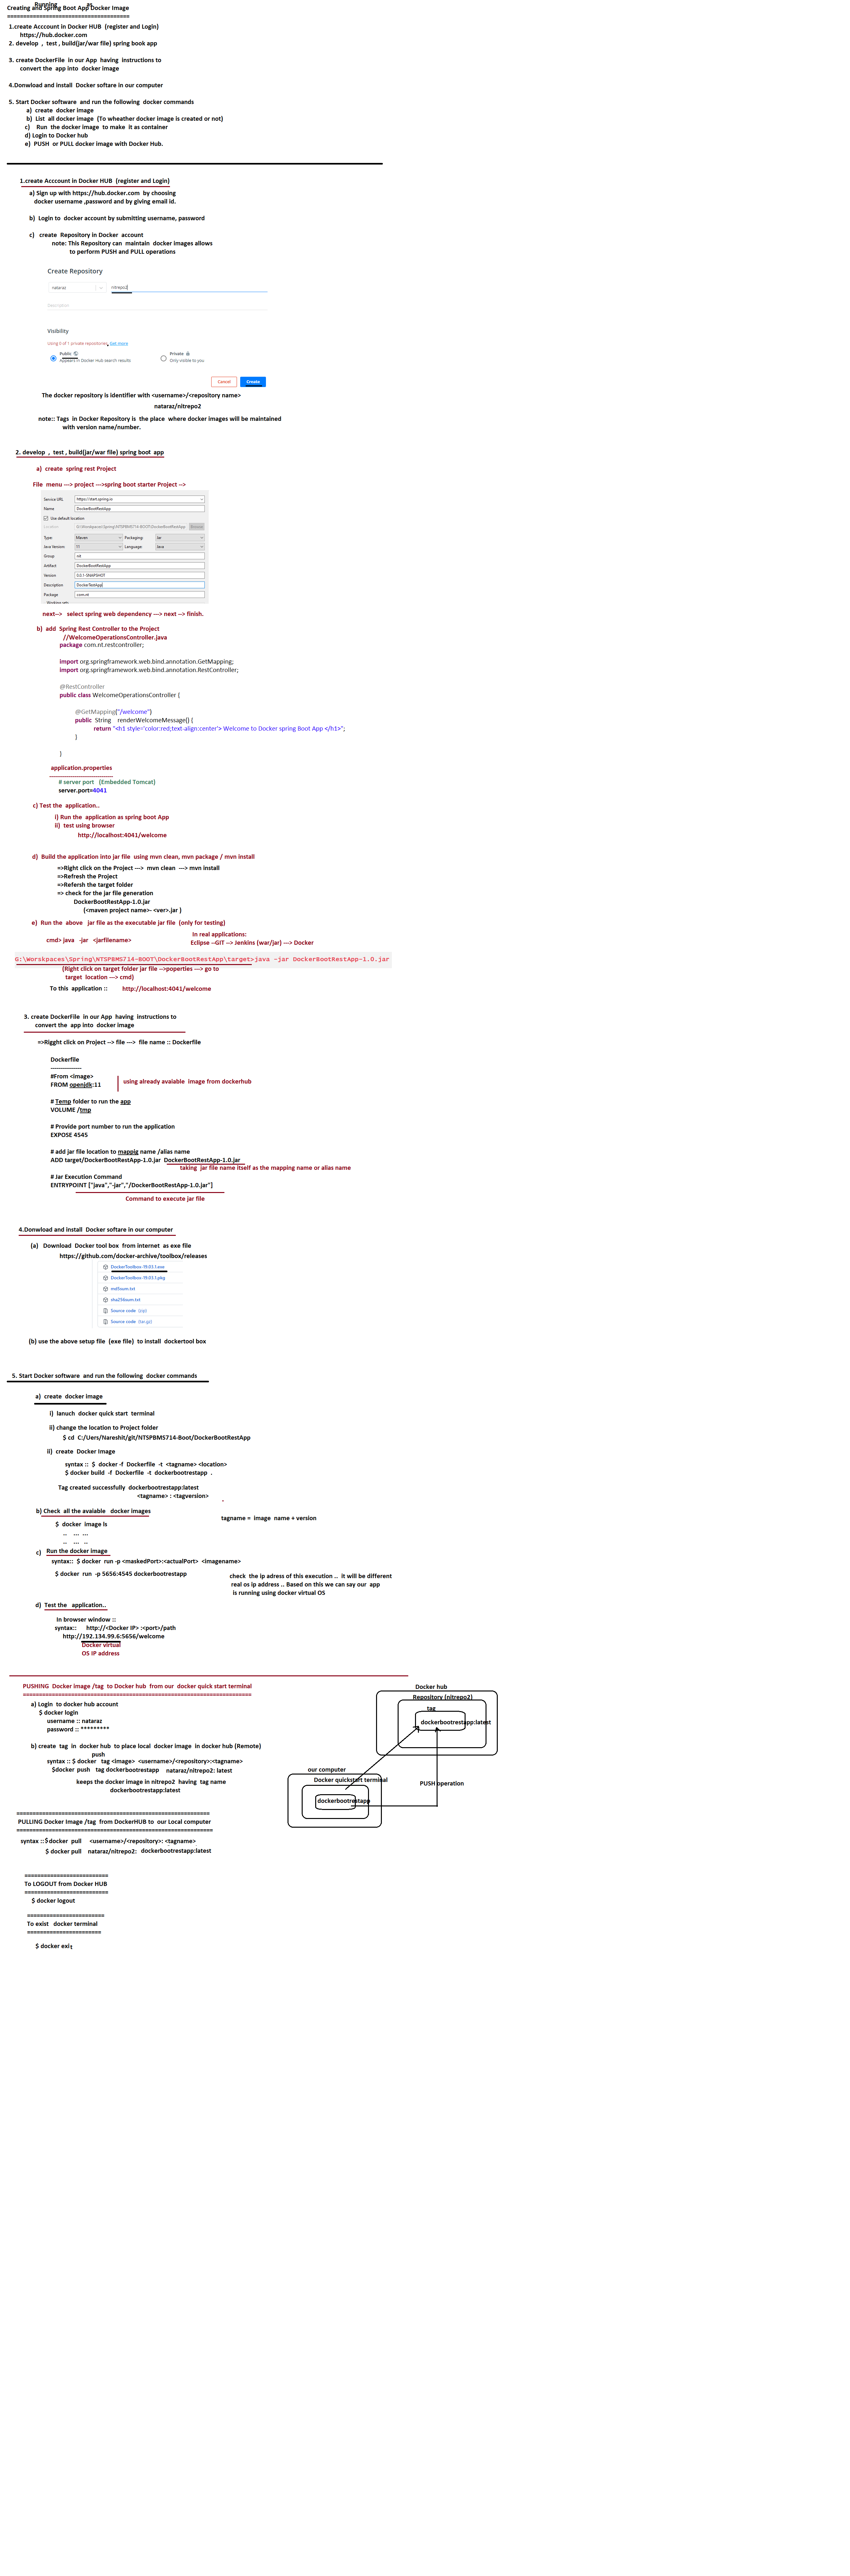 Running as
Creating and Spring Boot App Docker Image
======================================
1.create Acccount in Docker HUB (register and Login)
https://hub.docker.com
2. develop , test , build(jar/war file) spring book app
3. create DockerFile in our App having instructions to
convert the app into docker image
4.Donwload and install Docker softare in our computer
5. Start Docker software and run the following docker commands
a) create docker image
b) List all docker image (To wheather docker image is created or not)
c) Run the docker image to make it as container
d) Login to Docker hub
e) PUSH or PULL docker image with Docker Hub.
1.create Acccount in Docker HUB (register and Login)
a) Sign up with https://hub.docker.com by choosing
docker username ,password and by giving email id.
b) Login to docker account by submitting username, password
c) create Repository in Docker account
note: This Repository can maintain docker images allows
to perform PUSH and PULL operations
Create Repository
nataraz nitrepo2
description
Visibility
Using 0 of 1 private repositories. Get more
Public Private
Appears in Docker Hub search results Only visible to you
Cancel Create
The docker repository is identifier with <username>/<repository name>
nataraz/nitrepo2
note:: Tags in Docker Repository is the place where docker images will be maintained
with version name/number.
2. develop , test , build(jar/war file) spring boot app
a) create spring rest Project
File menu ---> project --->spring boot starter Project -->
Service URL https://start.spring.io
Name DockerBootRestApp
Use default location
Location G:\Workspaces\Spring\NTSPBMS714-BOOT\DockerBootRestApp Browse
Type: Maven Packaging: Jar
Java Version: 11 Language: Java
Group nit
Artifact DockerBootRestApp
Version 0.0.1-SNAPSHOT
Description DockerTestApp
Package com.nt
Working sets
next--> select spring web dependency ---> next --> finish.
b) add Spring Rest Controller to the Project
//WelcomeOperationsController.java
package com.nt.restcontroller;
import org.springframework.web.bind.annotation.GetMapping;
import org.springframework.web.bind.annotation.RestController;
@RestController
public class WelcomeOperationsController {
@GetMapping("/welcome")
public String renderWelcomeMessage() {
return "<h1 style='color:red;text-align:center'> Welcome to Docker spring Boot App </h1>";
}
}
application.properties
-------------------------------
# server port (Embedded Tomcat)
server.port=4041
c) Test the application..
i) Run the application as spring boot App
ii) test using browser
http://localhost:4041/welcome
d) Build the application into jar file using mvn clean, mvn package / mvn install
=>Right click on the Project ---> mvn clean ---> mvn install
=>Refresh the Project
=>Refersh the target folder
=> check for the jar file generation
DockerBootRestApp-1.0.jar
(<maven project name>- <ver>.jar )
e) Run the above jar file as the executable jar file (only for testing)
In real applications:
cmd> java -jar <jarfilename>
Eclipse --GIT --> Jenkins (war/jar) ---> Docker
G:\Worskpaces\Spring\NTSPBMS714-BOOT\DockerBootRestApp\target>java -jar DockerBootRestApp-1.0.jar
(Right click on target folder jar file -->poperties ---> go to
target location ---> cmd)
To this application :: http://localhost:4041/welcome
3. create DockerFile in our App having instructions to
convert the app into docker image
=>Rigght click on Project --> file ---> file name :: Dockerfile
Dockerfile
---------------
#From <image>
FROM openjdk:11
using already avaiable image from dockerhub
# Temp folder to run the app
VOLUME /tmp
# Provide port number to run the application
EXPOSE 4545
# add jar file location to mappig name /alias name
ADD target/DockerBootRestApp-1.0.jar DockerBootRestApp-1.0.jar
taking jar file name itself as the mapping name or alias name
# Jar Execution Command
ENTRYPOINT ["java","-jar","/DockerBootRestApp-1.0.jar"]
Command to execute jar file
4.Donwload and install Docker softare in our computer
(a) Download Docker tool box from internet as exe file
https://github.com/docker-archive/toolbox/releases
DockerToolbox-19.03.1.exe
DockerToolbox-19.03.1.pkg
md5sum.txt
sha256sum.txt
Source code (zip)
Source code (tar.gz)
(b) use the above setup file (exe file) to install dockertool box
5. Start Docker software and run the following docker commands
a) create docker image
i) lanuch docker quick start terminal
ii) change the location to Project folder
$ cd C:/Uers/Nareshit/git/NTSPBMS714-Boot/DockerBootRestApp
ii) create Docker Image
syntax :: $ docker -f Dockerfile -t <tagname> <location>
$ docker build -f Dockerfile -t dockerbootrestapp .
Tag created successfully dockerbootrestapp:latest
<tagname> : <tagversion>
b) Check all the avaiable docker images
tagname = image name + version
$ docker image ls
.. ... ...
.. ... ..
c) Run the docker image
syntax:: $ docker run -p <maskedPort>:<actualPort> <imagename>
$ docker run -p 5656:4545 dockerbootrestapp
check the ip adress of this execution .. it will be different
real os ip address .. Based on this we can say our app
is running using docker virtual OS
d) Test the application..
In browser window ::
syntax:: http://<Docker IP> :<port>/path
http://192.134.99.6:5656/welcome
Docker virtual
OS IP address
PUSHING Docker Image /tag to Docker hub from our docker quick start terminal
=======================================================================
a) Login to docker hub account
$ docker login
username :: nataraz
password :: *********
b) create tag in docker hub to place local docker image in docker hub (Remote)
push
syntax :: $ docker tag <image> <username>/<repository>:<tagname>
$docker push tag dockerbootrestapp nataraz/nitrepo2: latest
keeps the docker image in nitrepo2 having tag name
dockerbootrestapp:latest
Docker hub
Repository (nitrepo2)
tag
dockerbootrestapp:latest
our computer
Docker quickstart terminal
dockerbootrestapp
PUSH operation
============================================================
PULLING Docker Image /tag from DockerHUB to our Local computer
=============================================================
syntax ::$docker pull <username>/<repository>: <tagname>
$ docker pull nataraz/nitrepo2: dockerbootrestapp:latest
==========================
To LOGOUT from Docker HUB
==========================
$ docker logout
========================
To exist docker terminal
=======================
$ docker exit